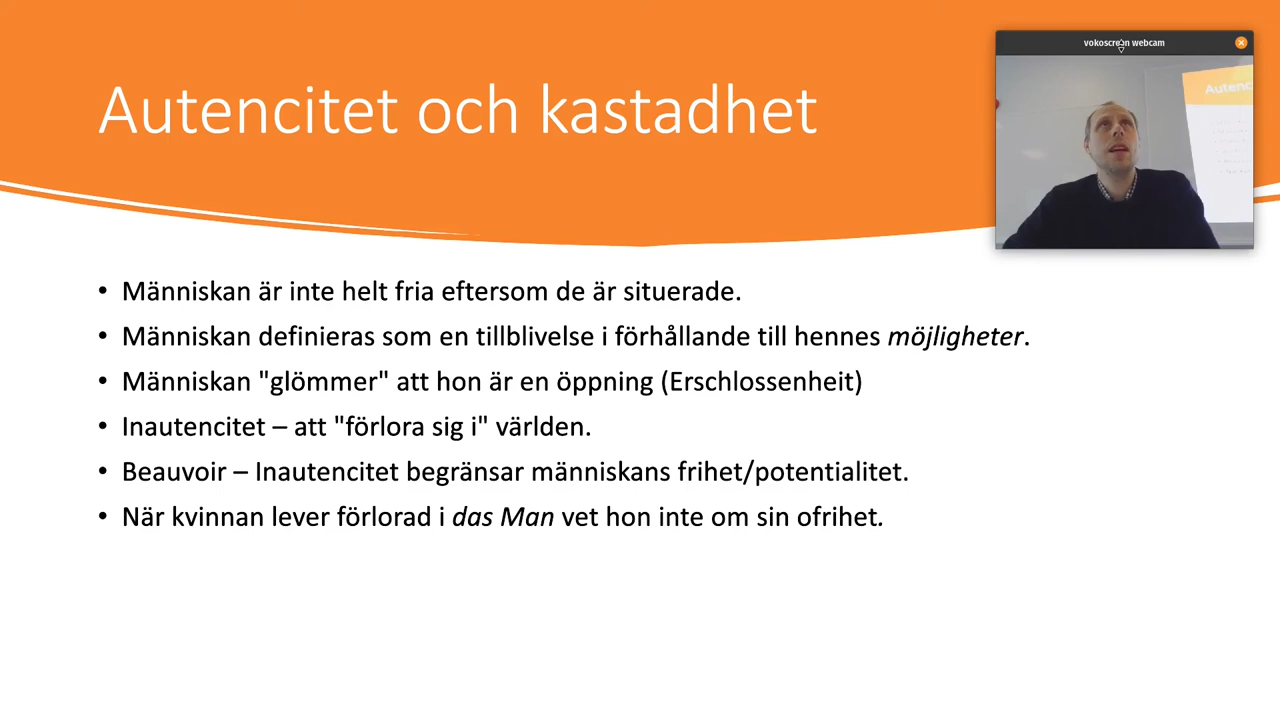 Autencitet och kastadhet
vokoscreen webcam
Autenc
• Människan är inte helt fria eftersom de är situerade.
• Människan definieras som en tillblivelse i förhållande till hennes möjligheter.
• Människan "glömmer" att hon är en öppning (Erschlossenheit)
• Inautencitet – att "förlora sig i" världen.
• Beauvoir – Inautencitet begränsar människans frihet/potentialitet.
• När kvinnan lever förlorad i das Man vet hon inte om sin ofrihet.